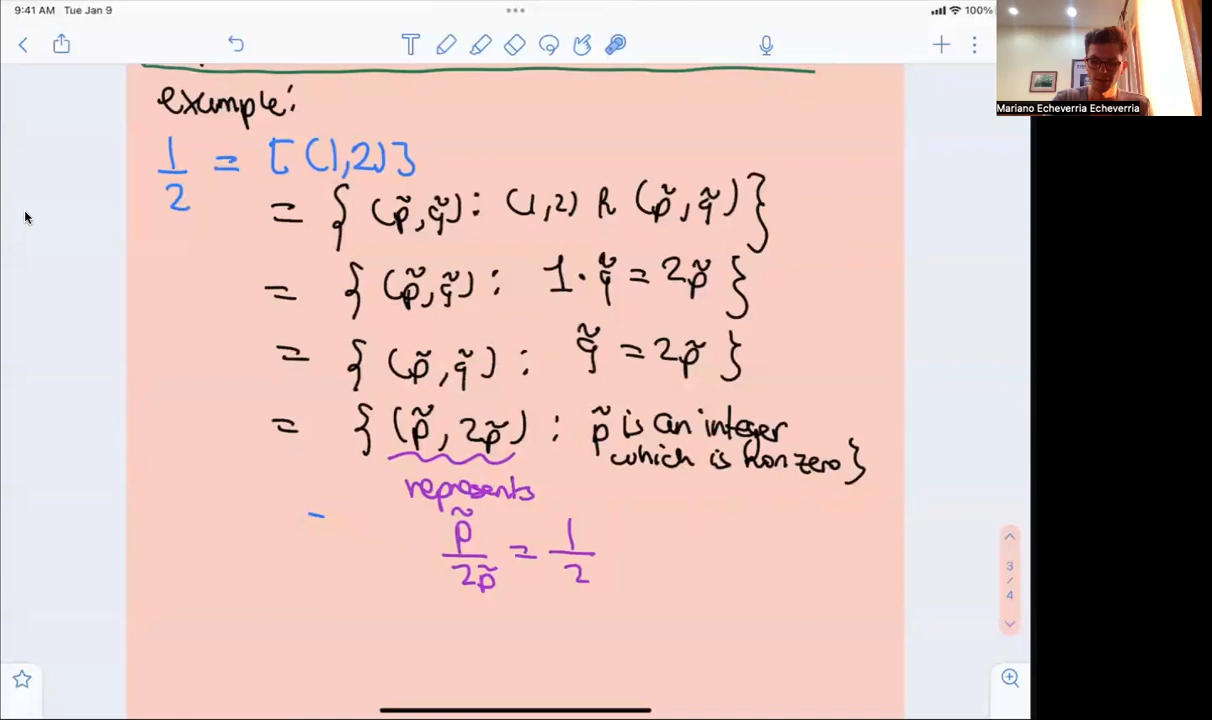 9:41 AM Tue Jan 9
100%
Mariano Echeverria Echeverria
example:
1/2 = [(1,2)]
= { (p̃,q̃) : (1,2) R (p̃,q̃) }
= { (p̃,q̃) : 1·q̃ = 2p̃ }
= { (p̃,q̃) : q̃ = 2p̃ }
= { (p̃, 2p̃) : p̃ is an integer
which is nonzero }
represents
p̃/2p̃ = 1/2
3
/
4